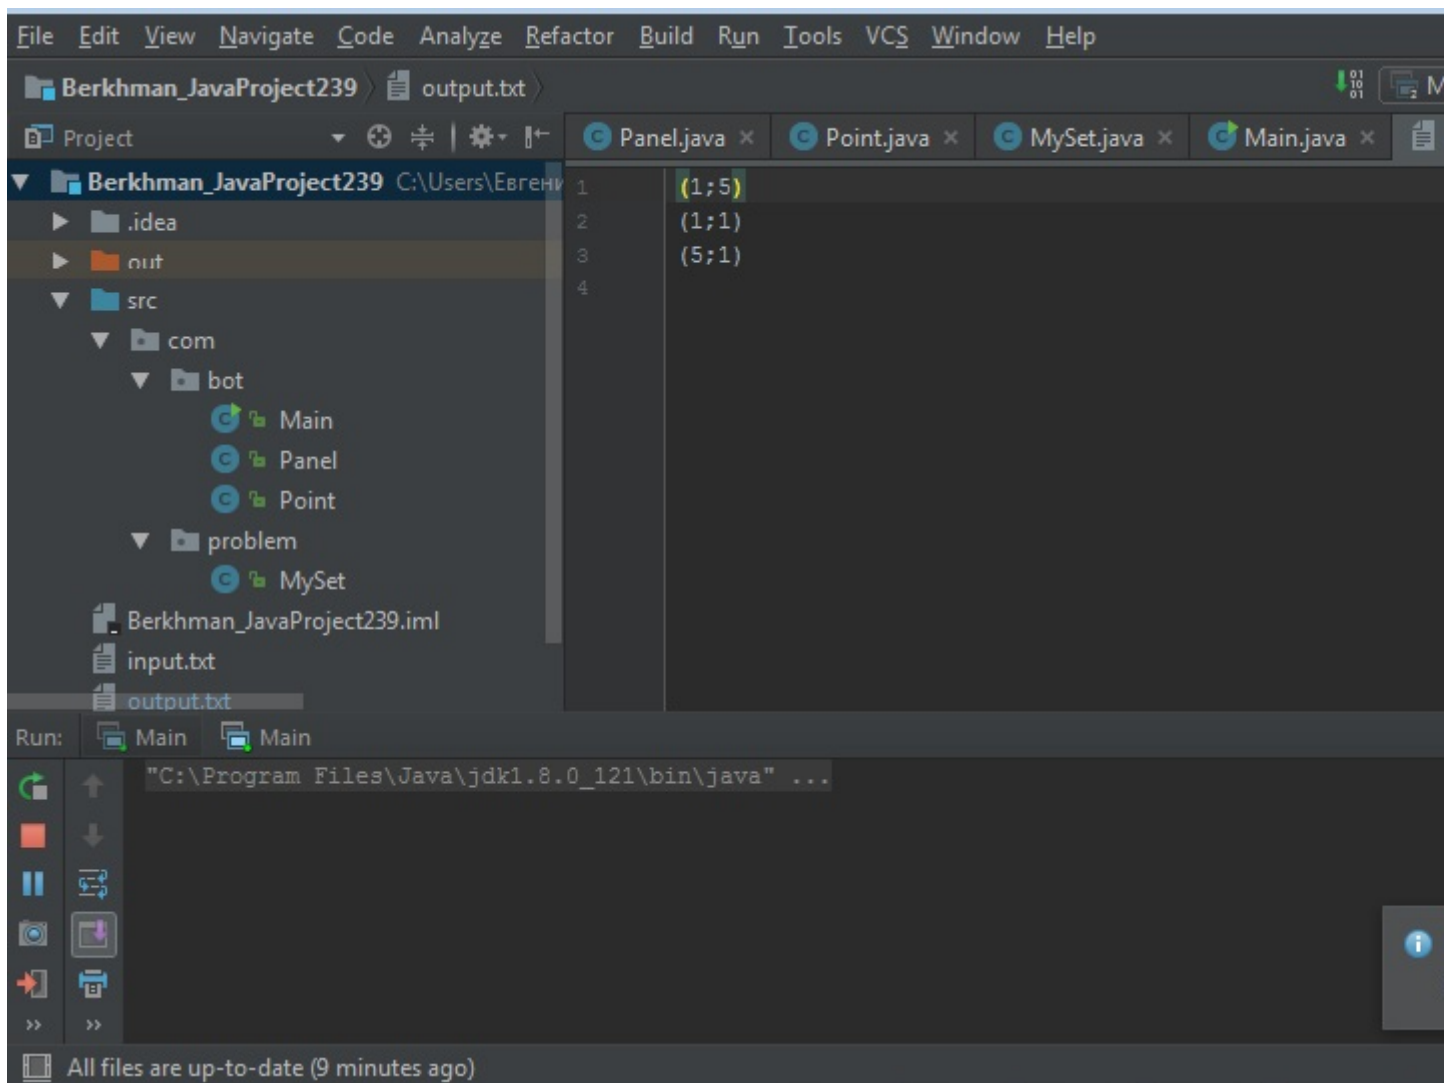 File Edit View Navigate Code Analyze Refactor Build Run Tools VCS Window Help
Berkhman_JavaProject239 output.txt
Project Panel.java Point.java MySet.java Main.java
Berkhman_JavaProject239 C:\Users\Евгени
1 (1;5)
.idea
2 (1;1)
out
3 (5;1)
4
src
com
bot
Main
Panel
Point
problem
MySet
Berkhman_JavaProject239.iml
input.txt
output.txt
Run: Main Main
"C:\Program Files\Java\jdk1.8.0_121\bin\java" ...
All files are up-to-date (9 minutes ago)